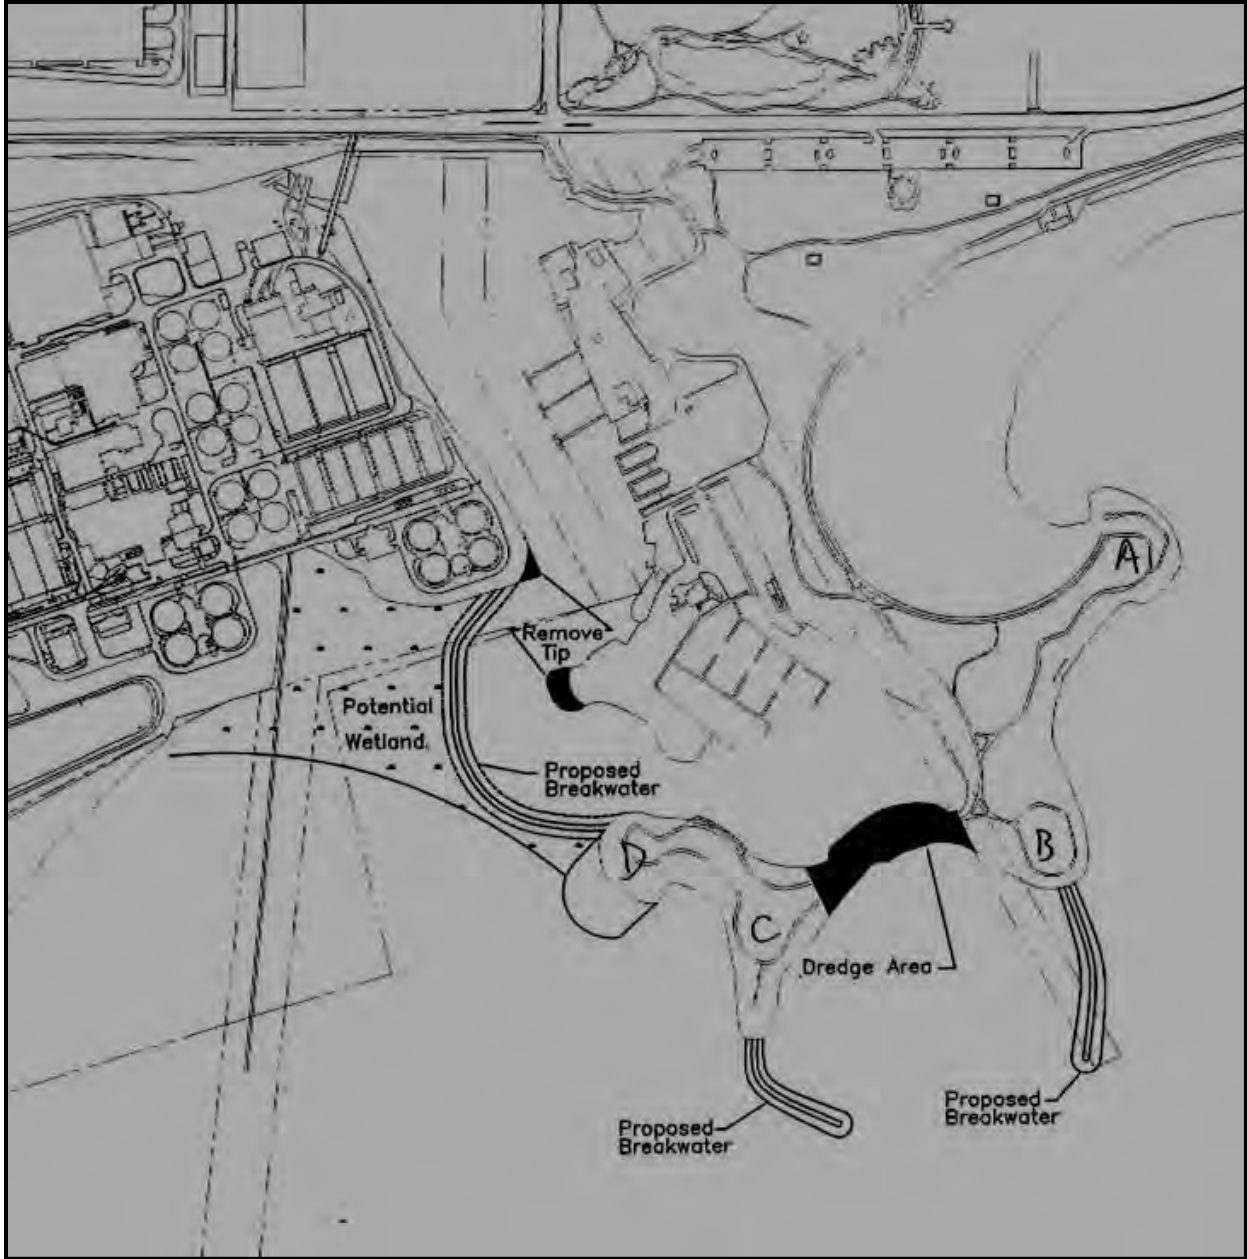 A
Remove
Tip
Potential
Wetland
Proposed
Breakwater
D
B
C
Dredge Area
Proposed
Breakwater
Proposed
Breakwater